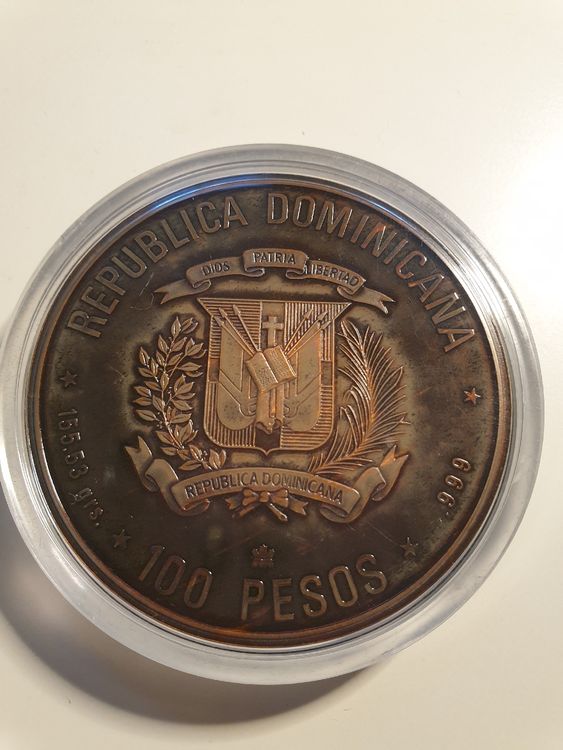 REPUBLICA DOMINICANA
DIOS PATRIA LIBERTAD
REPUBLICA DOMINICANA
155.53 grs.
.999
100 PESOS